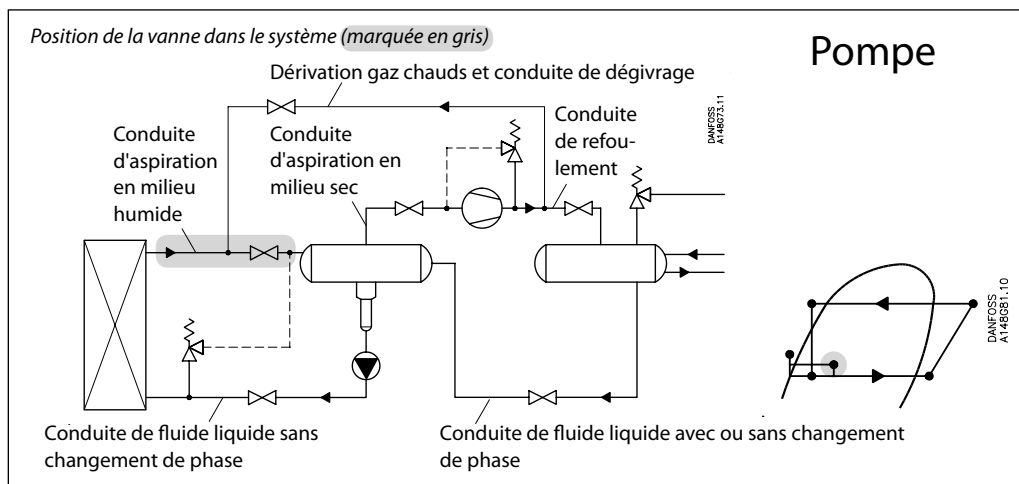 Position de la vanne dans le système (marquée en gris)
Pompe
Dérivation gaz chauds et conduite de dégivrage
Conduite
d'aspiration
en milieu
humide
Conduite
d'aspiration en
milieu sec
Conduite
de refou-
lement
DANFOSS
A148G73.11
DANFOSS
A148G81.10
Conduite de fluide liquide sans
changement de phase
Conduite de fluide liquide avec ou sans changement
de phase